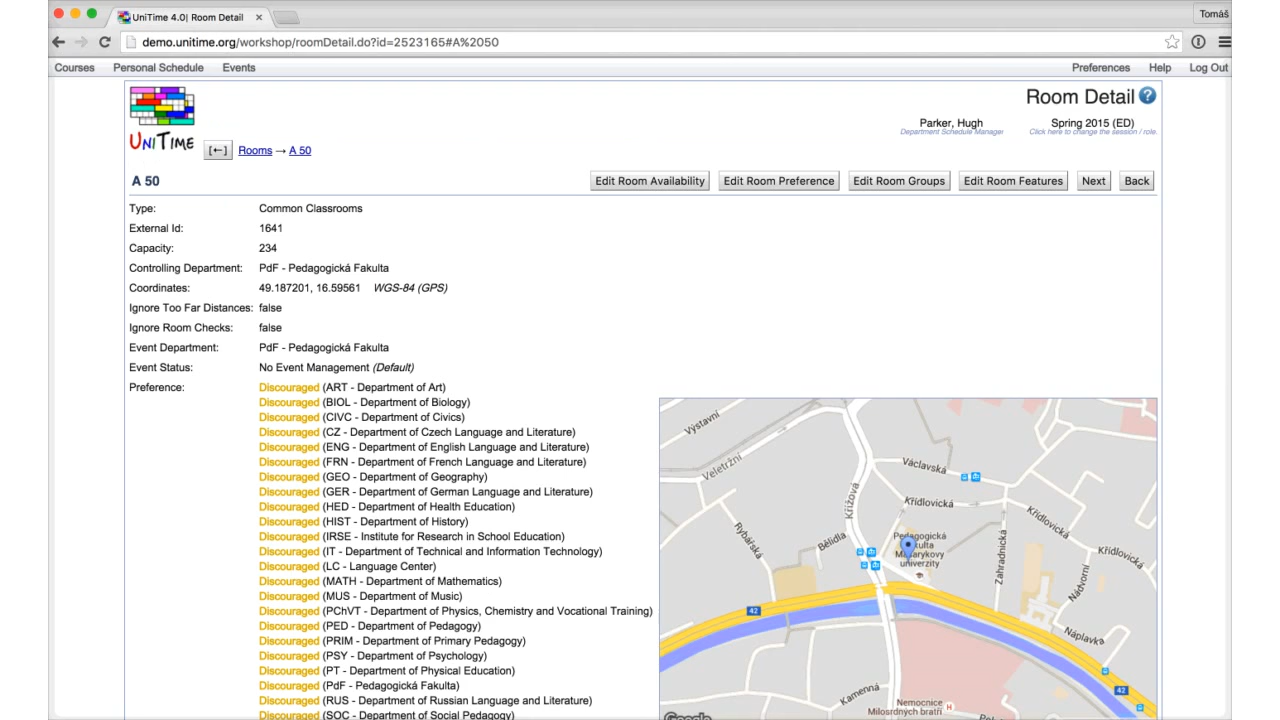 UniTime 4.0| Room Detail
Tomáš
demo.unitime.org/workshop/roomDetail.do?id=2523165#A%2050
Courses Personal Schedule Events Preferences Help Log Out
UNITIME
Room Detail
Parker, Hugh Spring 2015 (ED)
Department Schedule Manager Click here to change the session / role.
[←] Rooms → A 50
A 50 Edit Room Availability Edit Room Preference Edit Room Groups Edit Room Features Next Back
Type: Common Classrooms
External Id: 1641
Capacity: 234
Controlling Department: PdF - Pedagogická Fakulta
Coordinates: 49.187201, 16.59561 WGS-84 (GPS)
Ignore Too Far Distances: false
Ignore Room Checks: false
Event Department: PdF - Pedagogická Fakulta
Event Status: No Event Management (Default)
Preference: Discouraged (ART - Department of Art)
Discouraged (BIOL - Department of Biology)
Discouraged (CIVC - Department of Civics)
Discouraged (CZ - Department of Czech Language and Literature)
Discouraged (ENG - Department of English Language and Literature)
Discouraged (FRN - Department of French Language and Literature)
Discouraged (GEO - Department of Geography)
Discouraged (GER - Department of German Language and Literature)
Discouraged (HED - Department of Health Education)
Discouraged (HIST - Department of History)
Discouraged (IRSE - Institute for Research in School Education)
Discouraged (IT - Department of Technical and Information Technology)
Discouraged (LC - Language Center)
Discouraged (MATH - Department of Mathematics)
Discouraged (MUS - Department of Music)
Discouraged (PChVT - Department of Physics, Chemistry and Vocational Training)
Discouraged (PED - Department of Pedagogy)
Discouraged (PRIM - Department of Primary Pedagogy)
Discouraged (PSY - Department of Psychology)
Discouraged (PT - Department of Physical Education)
Discouraged (PdF - Pedagogická Fakulta)
Discouraged (RUS - Department of Russian Language and Literature)
Discouraged (SOC - Department of Social Pedagogy)
Výstavní
Veletržní
Václavská
Křížová
Křídlovická
Křídlovická
Křídlovická
Rybářská
Bělidla
Pedagogická
fakulta
Masarykovy
univerzity
Zahradnická
Nádvorní
42
Náplavka
42
Kamenná
Nemocnice
Milosrdných bratří
Google